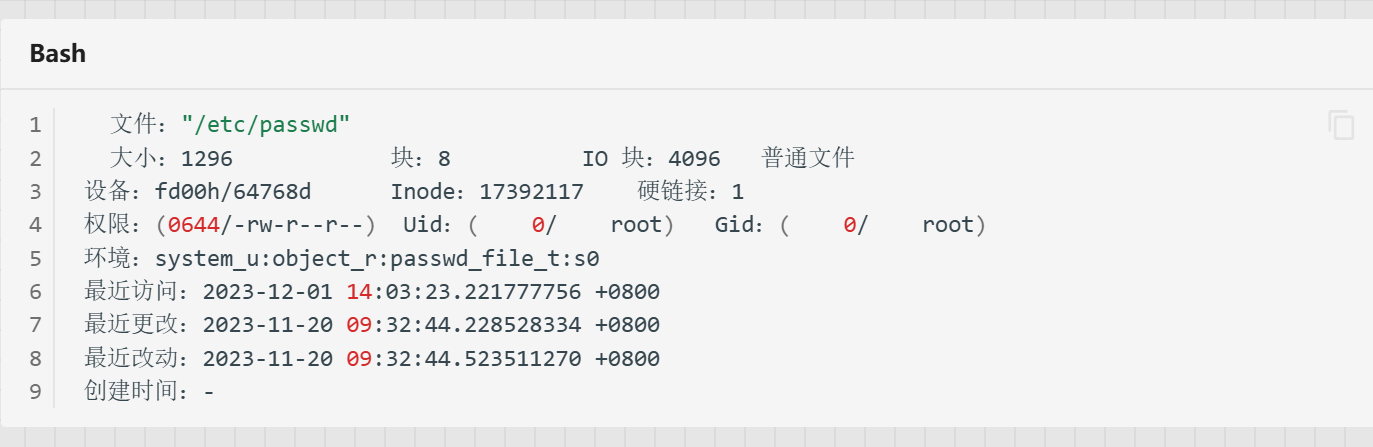 Bash
1 文件："/etc/passwd"
2 大小：1296 块：8 IO 块：4096 普通文件
3 设备：fd00h/64768d Inode：17392117 硬链接：1
4 权限：(0644/-rw-r--r--) Uid：( 0/ root) Gid：( 0/ root)
5 环境：system_u:object_r:passwd_file_t:s0
6 最近访问：2023-12-01 14:03:23.221777756 +0800
7 最近更改：2023-11-20 09:32:44.228528334 +0800
8 最近改动：2023-11-20 09:32:44.523511270 +0800
9 创建时间：-